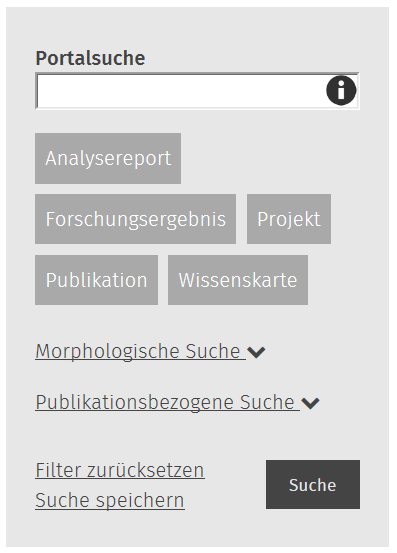 Portalsuche
Analysereport
Forschungsergebnis Projekt
Publikation Wissenskarte
Morphologische Suche
Publikationsbezogene Suche
Filter zurücksetzen
Suche speichern
Suche